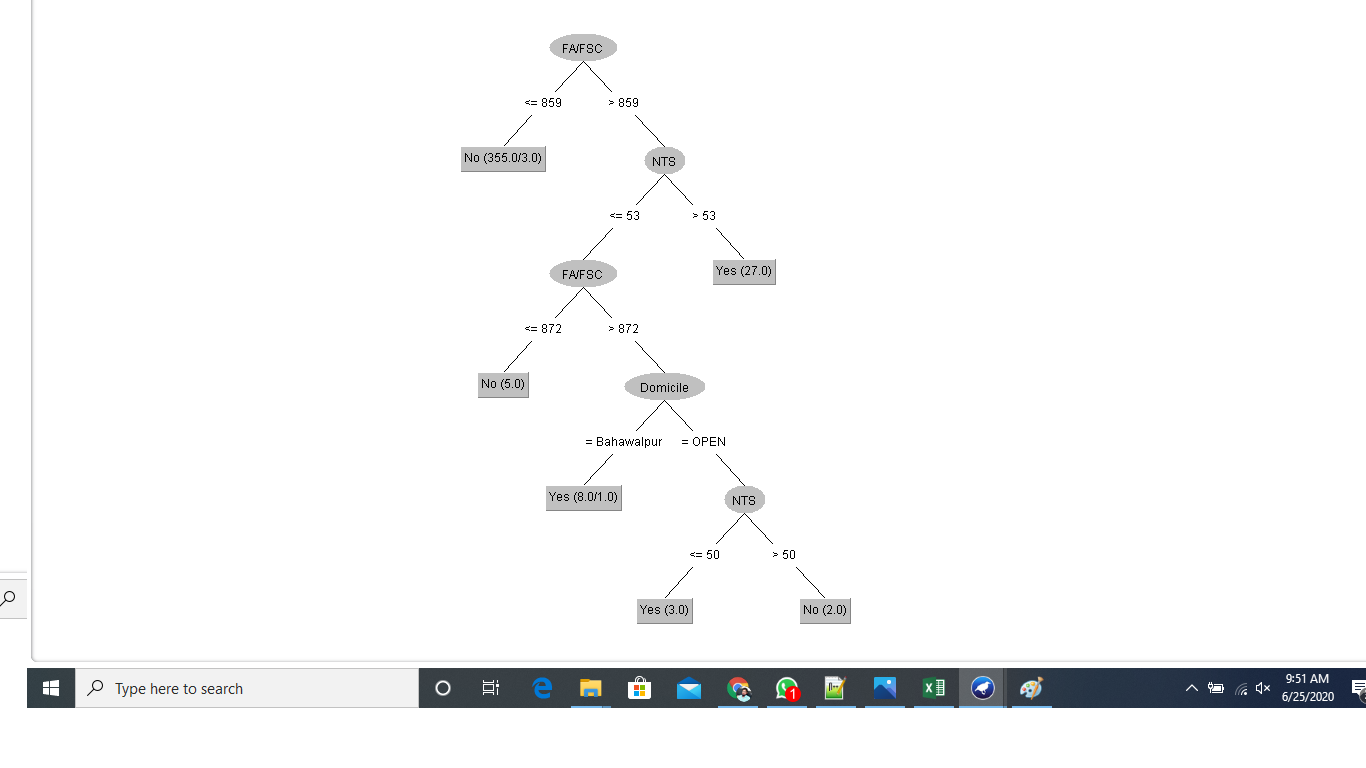 FA/FSC
<= 859
> 859
No (355.0/3.0)
NTS
<= 53
> 53
FA/FSC
Yes (27.0)
<= 872
> 872
No (5.0)
Domicile
= Bahawalpur
= OPEN
Yes (8.0/1.0)
NTS
<= 50
> 50
Yes (3.0)
No (2.0)
Type here to search
1
9:51 AM
6/25/2020